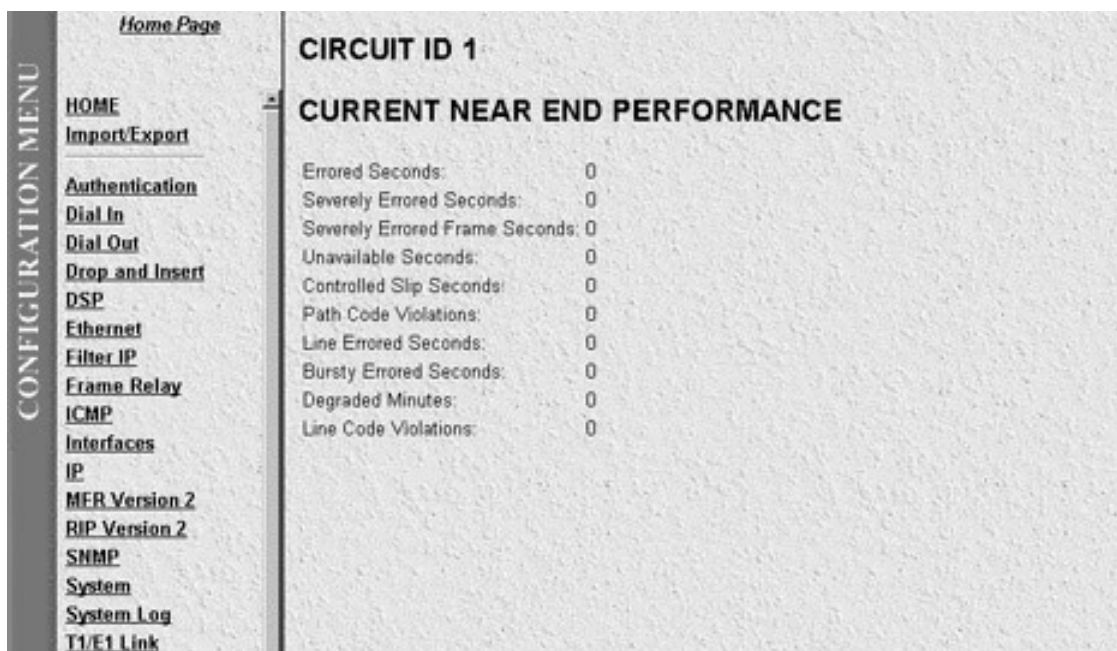 CONFIGURATION MENU
Home Page
HOME
Import/Export
Authentication
Dial In
Dial Out
Drop and Insert
DSP
Ethernet
Filter IP
Frame Relay
ICMP
Interfaces
IP
MFR Version 2
RIP Version 2
SNMP
System
System Log
T1/E1 Link
CIRCUIT ID 1
CURRENT NEAR END PERFORMANCE
Errored Seconds: 0
Severely Errored Seconds: 0
Severely Errored Frame Seconds: 0
Unavailable Seconds: 0
Controlled Slip Seconds: 0
Path Code Violations: 0
Line Errored Seconds: 0
Bursty Errored Seconds: 0
Degraded Minutes: 0
Line Code Violations: 0